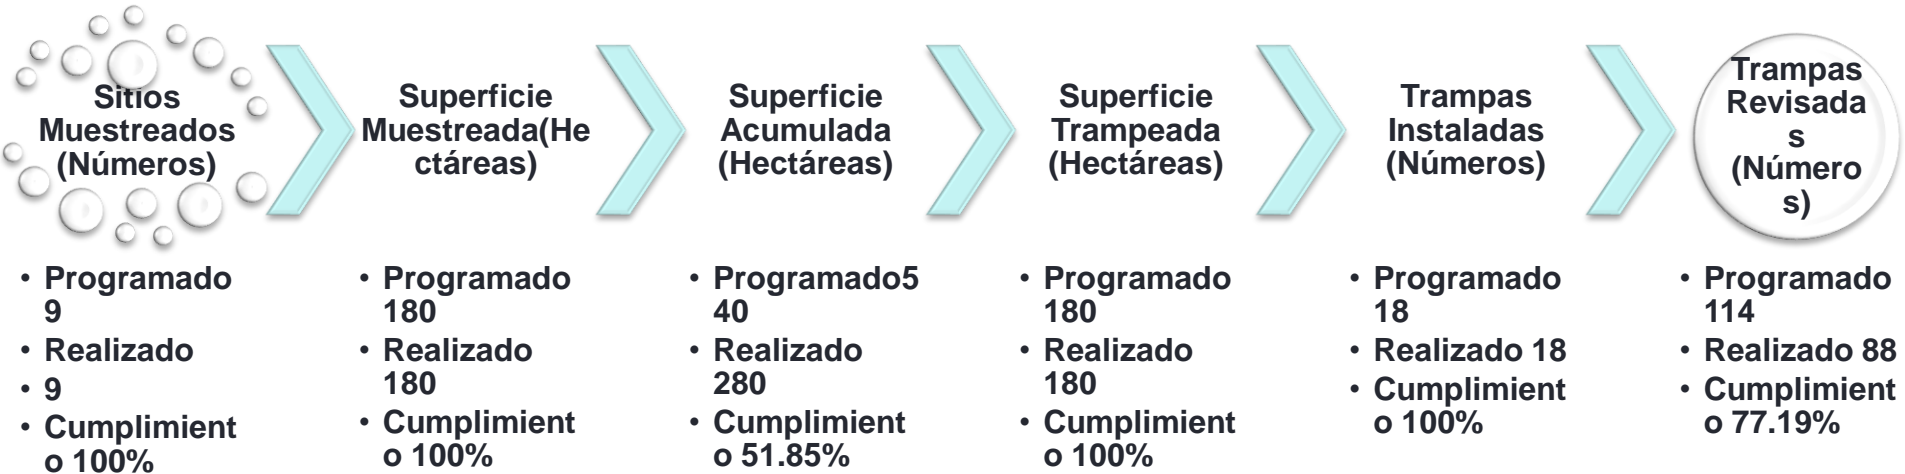 Sitios
Muestreados
(Números)
Superficie
Muestreada(He
ctáreas)
Superficie
Acumulada
(Hectáreas)
Superficie
Trampeada
(Hectáreas)
Trampas
Instaladas
(Números)
Trampas
Revisada
s
(Número
s)
• Programado
9
• Realizado
• 9
• Cumplimient
o 100%
• Programado
180
• Realizado
180
• Cumplimient
o 100%
• Programado5
40
• Realizado
280
• Cumplimient
o 51.85%
• Programado
180
• Realizado
180
• Cumplimient
o 100%
• Programado
18
• Realizado 18
• Cumplimient
o 100%
• Programado
114
• Realizado 88
• Cumplimient
o 77.19%